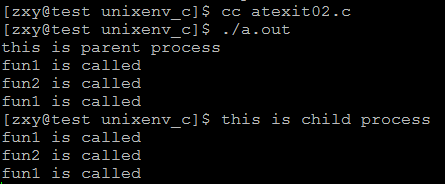 [zxy@test unixenv_c]$ cc atexit02.c
[zxy@test unixenv_c]$ ./a.out
this is parent process
fun1 is called
fun2 is called
fun1 is called
[zxy@test unixenv_c]$ this is child process
fun1 is called
fun2 is called
fun1 is called